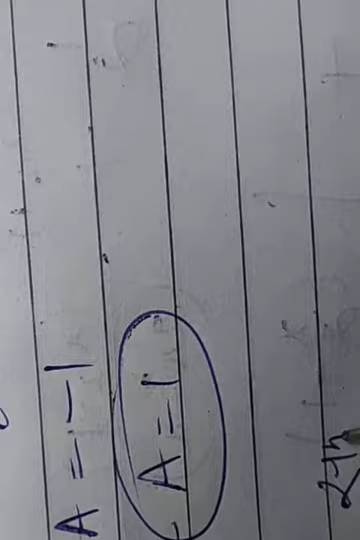 A = -1
A = 1